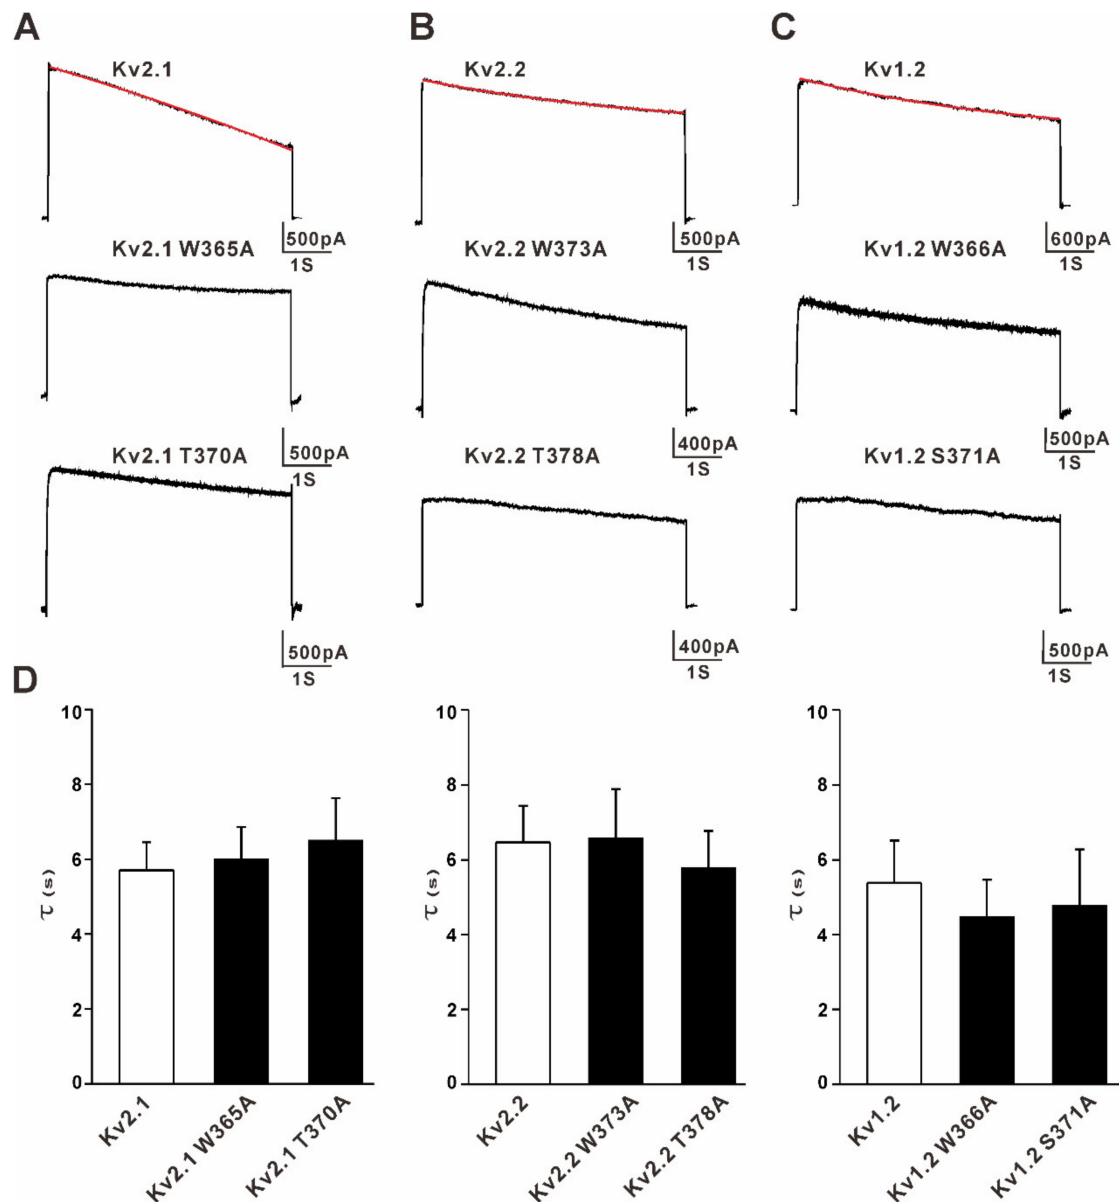 A
B
C
Kv2.1
Kv2.2
Kv1.2
500pA
1S
500pA
1S
600pA
1S
Kv2.1 W365A
Kv2.2 W373A
Kv1.2 W366A
500pA
1S
400pA
1S
500pA
1S
Kv2.1 T370A
Kv2.2 T378A
Kv1.2 S371A
500pA
1S
400pA
1S
500pA
1S
D
10
8
6
4
2
0
τ(s)
Kv2.1
Kv2.1 W365A
Kv2.1 T370A
10
8
6
4
2
0
τ(s)
Kv2.2
Kv2.2 W373A
Kv2.2 T378A
10
8
6
4
2
0
τ(s)
Kv1.2
Kv1.2 W366A
Kv1.2 S371A